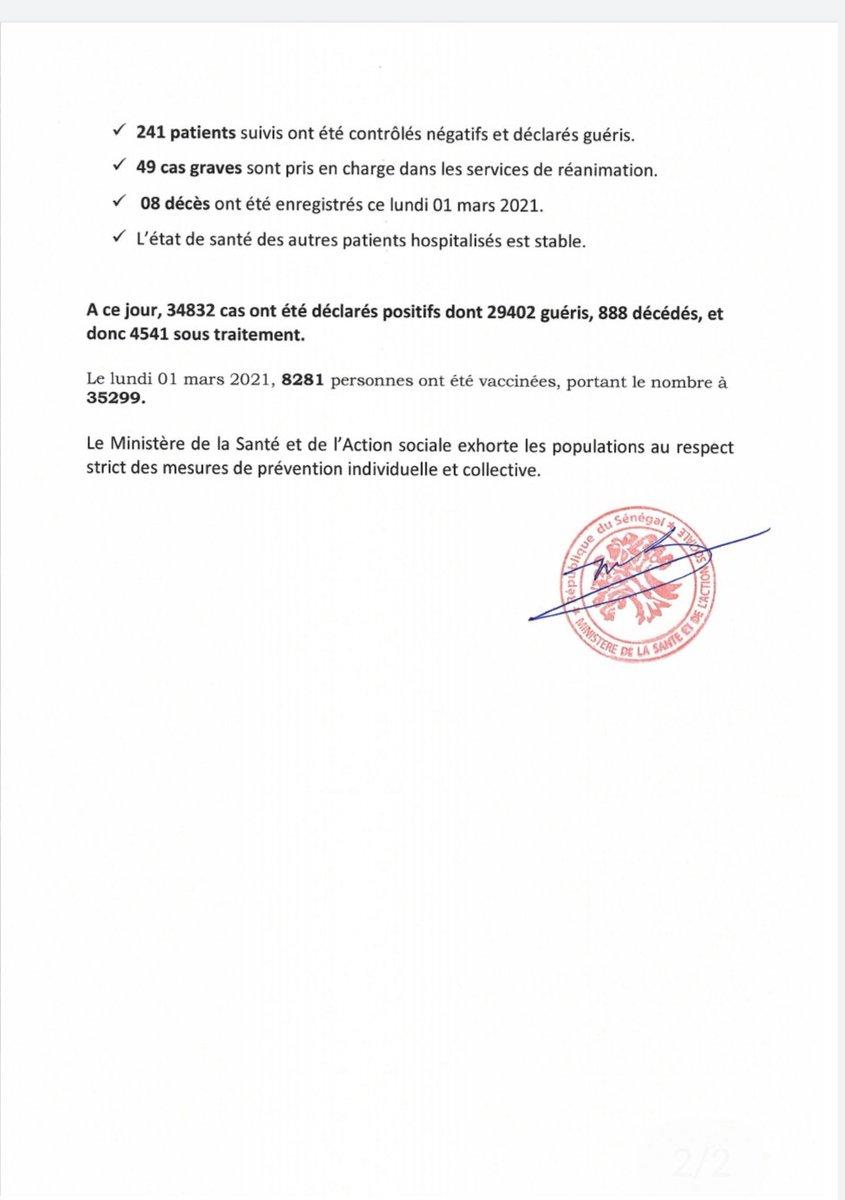 ✓ 241 patients suivis ont été contrôlés négatifs et déclarés guéris.
✓ 49 cas graves sont pris en charge dans les services de réanimation.
✓ 08 décès ont été enregistrés ce lundi 01 mars 2021.
✓ L'état de santé des autres patients hospitalisés est stable.
A ce jour, 34832 cas ont été déclarés positifs dont 29402 guéris, 888 décédés, et
donc 4541 sous traitement.
Le lundi 01 mars 2021, 8281 personnes ont été vaccinées, portant le nombre à
35299.
Le Ministère de la Santé et de l'Action sociale exhorte les populations au respect
strict des mesures de prévention individuelle et collective.
République du Sénégal
MINISTERE DE LA SANTE ET DE L'ACTION SOCIALE
2/2